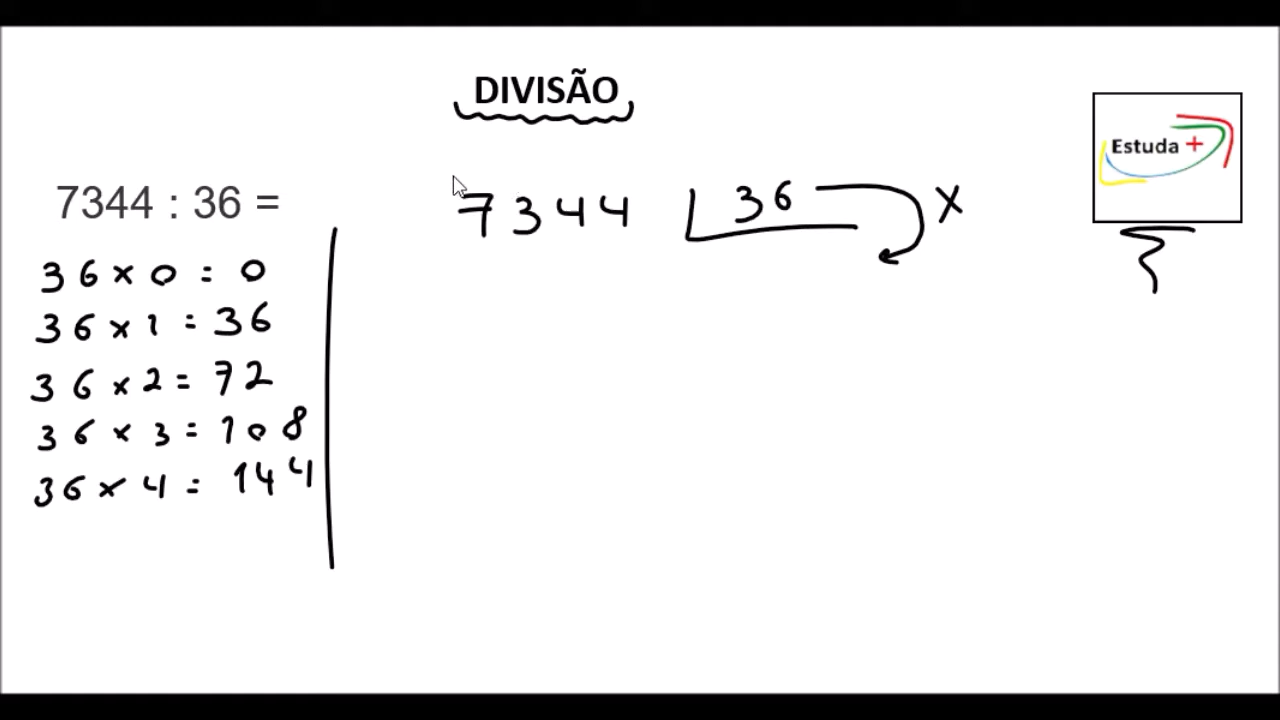 DIVISÃO
Estuda +
7344 : 36 =
7344 36 x
36 x 0 = 0
36 x 1 = 36
36 x 2 = 72
36 x 3 = 108
36 x 4 = 144